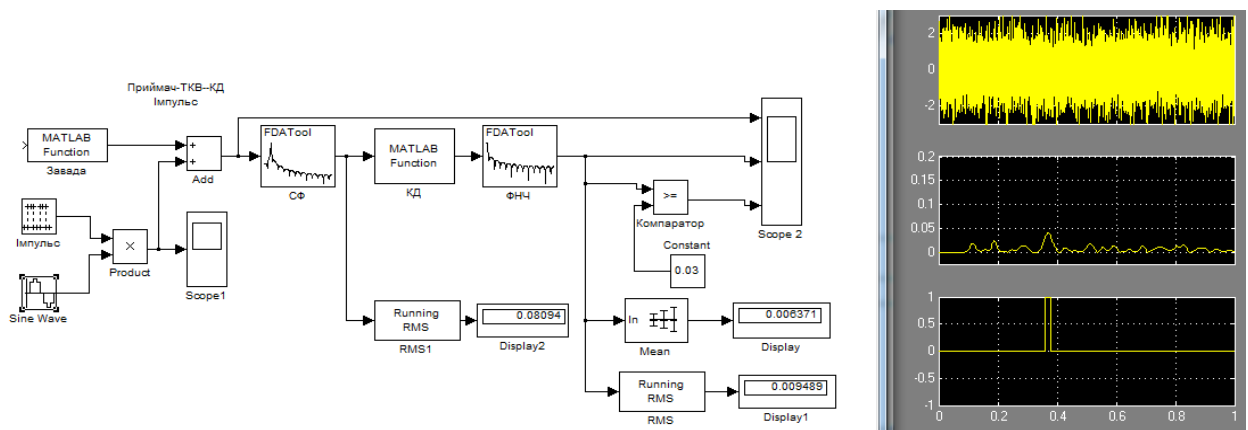 Приймач-ТКВ--КД
Імпульс
MATLAB
Function
Завада
+
+
Add
FDATool
СФ
MATLAB
Function
КД
FDATool
ФНЧ
>=
Компаратор
Constant
0.03
Scope 2
Імпульс
×
Product
Scope1
Sine Wave
Running
RMS
RMS1
0.08094
Display2
In
Mean
0.006371
Display
Running
RMS
RMS
0.009489
Display1
2
0
-2
0.2
0.15
0.1
0.05
0
1
0.5
0
-0.5
-1
0 0.2 0.4 0.6 0.8 1